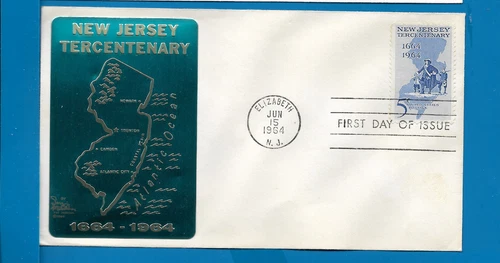 NEW JERSEY
TERCENTENARY
NEWARK
TRENTON
CAMDEN
ATLANTIC CITY
Atlantic Ocean
1664 - 1964
ELIZABETH
JUN
15
1964
N. J.
FIRST DAY OF ISSUE
NEW JERSEY
TERCENTENARY
1664
1964
5c